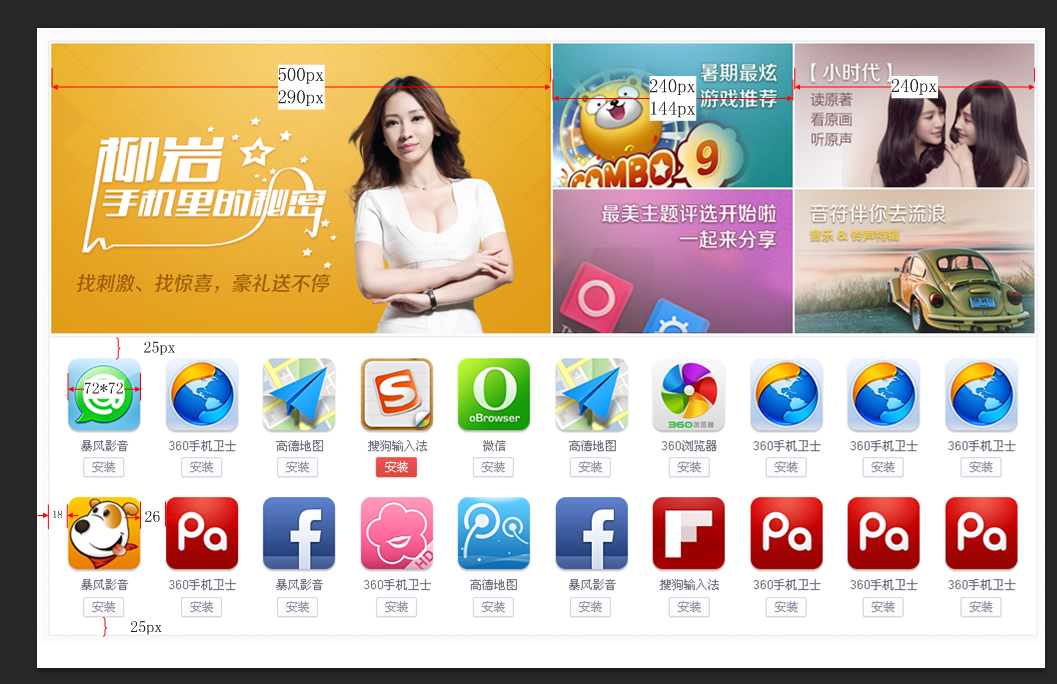 500px
290px
柳岩
手机里的秘密
找刺激、找惊喜，豪礼送不停
暑期最炫
游戏推荐
240px
144px
COMBO 9
【小时代】
240px
读原著
看原画
听原声
最美主题评选开始啦
一起来分享
音符伴你去流浪
音乐 & 铃声特辑
25px
72*72
S
O
oBrowser
360浏览器
暴风影音
360手机卫士
高德地图
搜狗输入法
微信
高德地图
360浏览器
360手机卫士
360手机卫士
360手机卫士
安装
安装
安装
安装
安装
安装
安装
安装
安装
安装
18
26
Pa
f
HD
f
F
Pa
Pa
Pa
暴风影音
360手机卫士
暴风影音
360手机卫士
高德地图
暴风影音
搜狗输入法
360手机卫士
360手机卫士
360手机卫士
安装
安装
安装
安装
安装
安装
安装
安装
安装
安装
25px